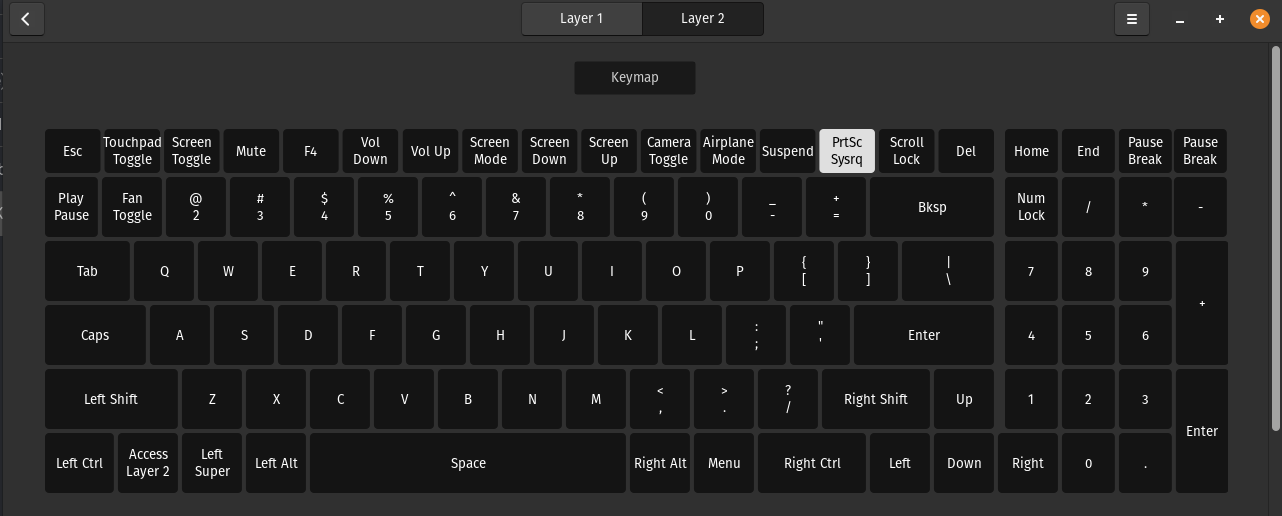 Layer 1 Layer 2
Keymap
Esc Touchpad Toggle Screen Toggle Mute F4 Vol Down Vol Up Screen Mode Screen Down Screen Up Camera Toggle Airplane Mode Suspend PrtSc Sysrq Scroll Lock Del Home End Pause Break Pause Break
Play Pause Fan Toggle @ 2 # 3 $ 4 % 5 ^ 6 & 7 * 8 ( 9 ) 0 _ - + = Bksp Num Lock / * -
Tab Q W E R T Y U I O P { [ } ] | \ 7 8 9 +
Caps A S D F G H J K L : ; " ' Enter 4 5 6
Left Shift Z X C V B N M < , > . ? / Right Shift Up 1 2 3 Enter
Left Ctrl Access Layer 2 Left Super Left Alt Space Right Alt Menu Right Ctrl Left Down Right 0 .